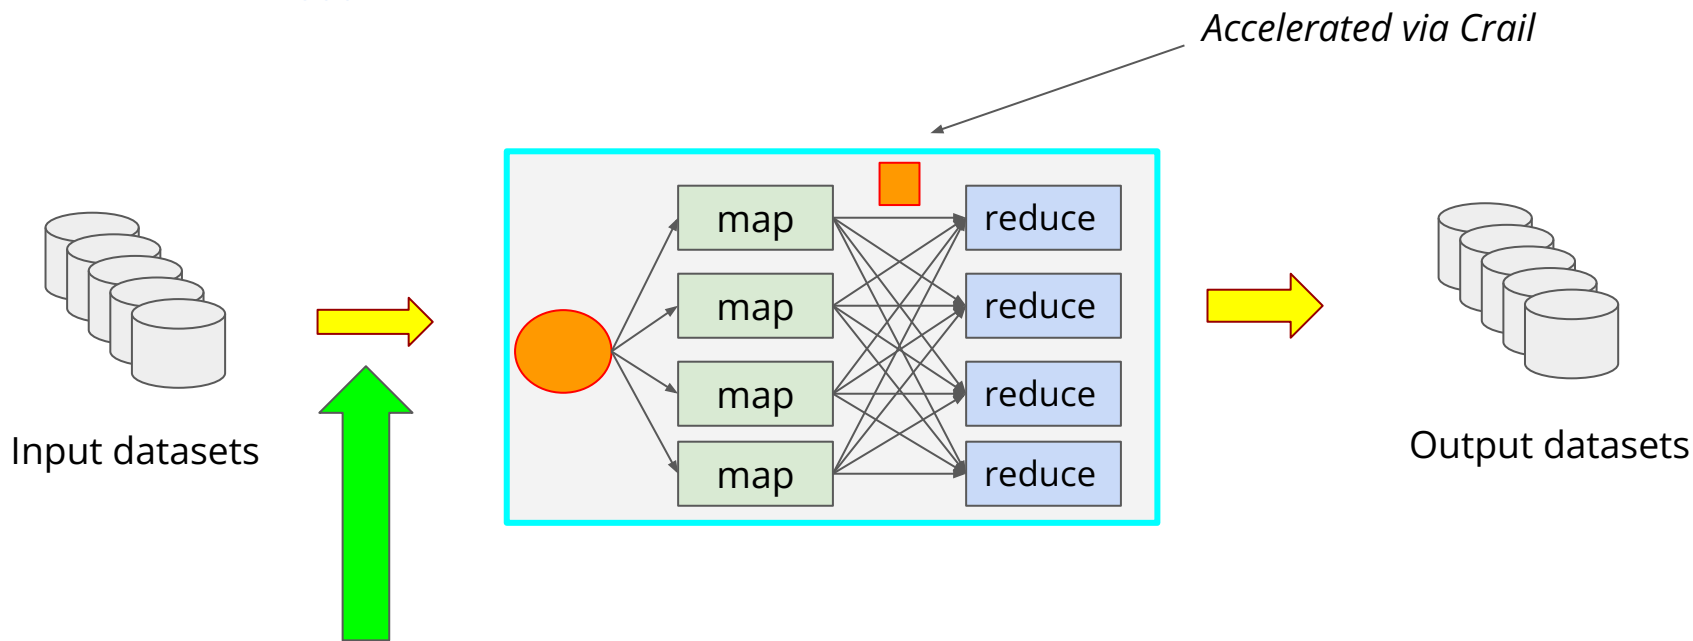 Accelerated via Crail
map
reduce
map
reduce
map
reduce
map
reduce
Input datasets
Output datasets